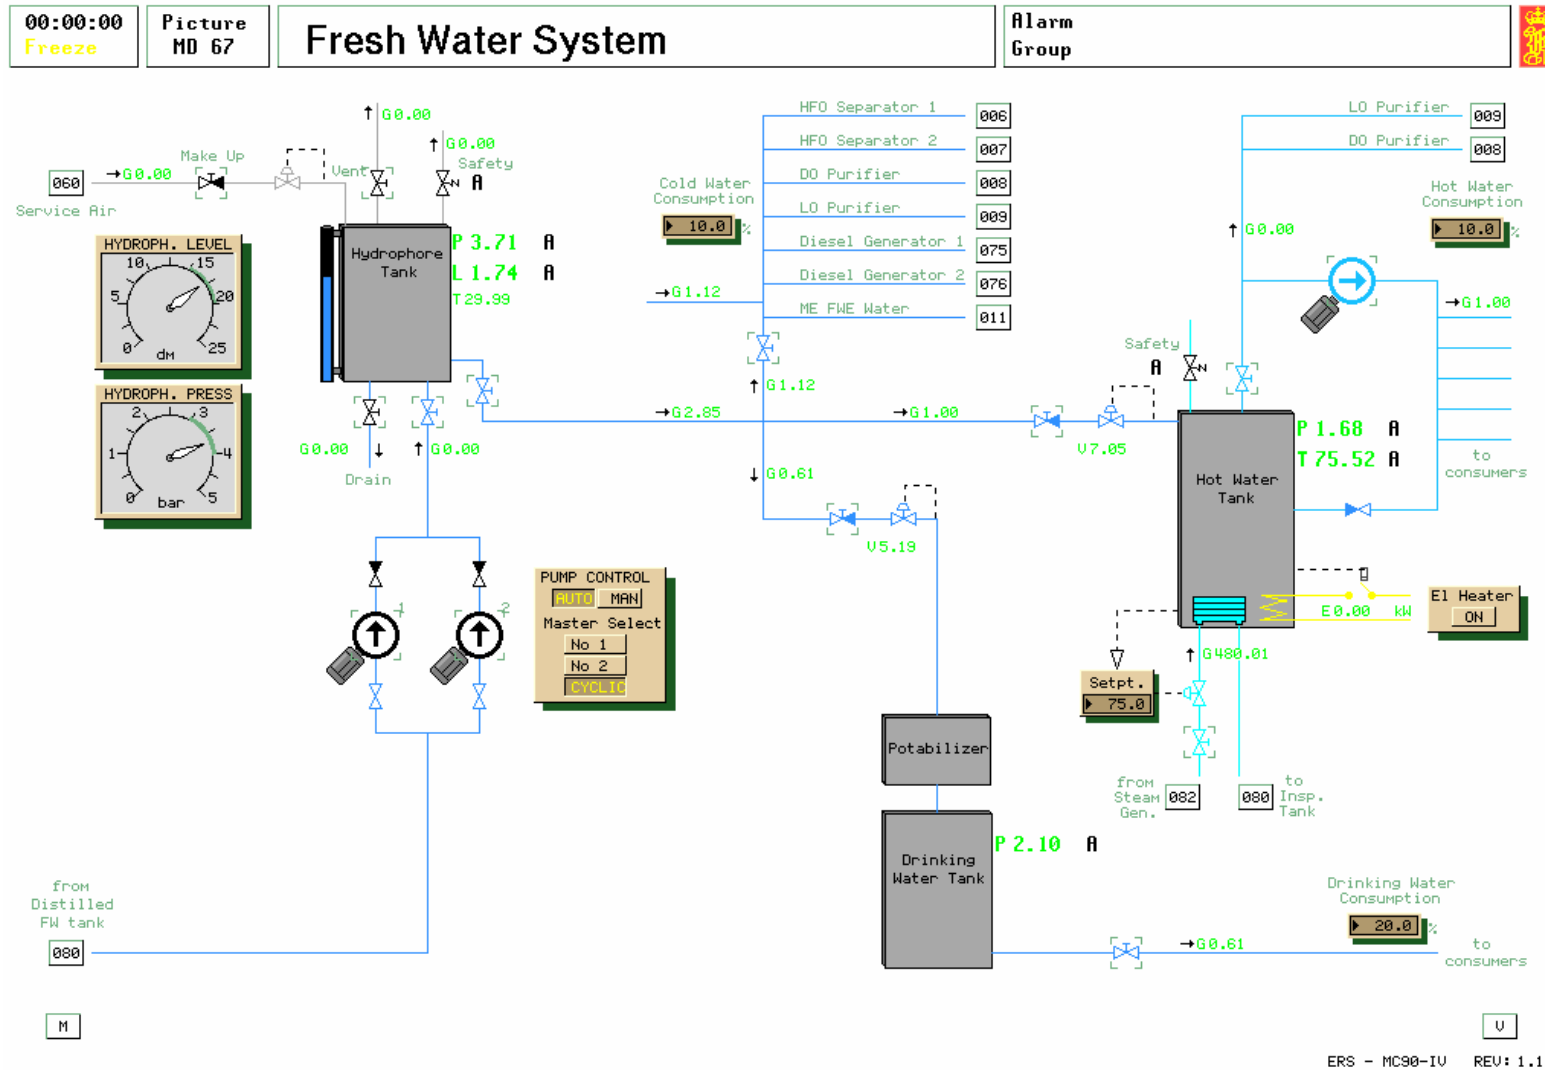 00:00:00
Freeze
Picture
MD 67
Fresh Water System
Alarm
Group
G0.00
G0.00
Safety
A
Vent
Make Up
G0.00
060
Service Air
HYDROPH. LEVEL
0 5 10 15 20 25
dM
HYDROPH. PRESS
0 1 2 3 4 5
bar
Hydrophore
Tank
P 3.71 A
L 1.74 A
T 29.99
G0.00
Drain
G0.00
1
2
PUMP CONTROL
AUTO MAN
Master Select
No 1
No 2
CYCLIC
from
Distilled
FW tank
080
Cold Water
Consumption
10.0 %
HFO Separator 1 006
HFO Separator 2 007
DO Purifier 008
LO Purifier 009
Diesel Generator 1 075
Diesel Generator 2 076
ME FWE Water 011
G1.12
G1.12
G2.85
G1.00
G0.61
V5.19
V7.05
LO Purifier 009
DO Purifier 008
Hot Water
Consumption
10.0 %
G0.00
G1.00
to
consumers
Safety
A
Hot Water
Tank
P 1.68 A
T 75.52 A
E0.00 kW
El Heater
ON
G480.01
Setpt.
75.0
from
Steam
Gen.
082
080
to
Insp.
Tank
Potabilizer
Drinking
Water Tank
P 2.10 A
Drinking Water
Consumption
20.0 %
G0.61
to
consumers
M
V
ERS - MC90-IV REV: 1.1